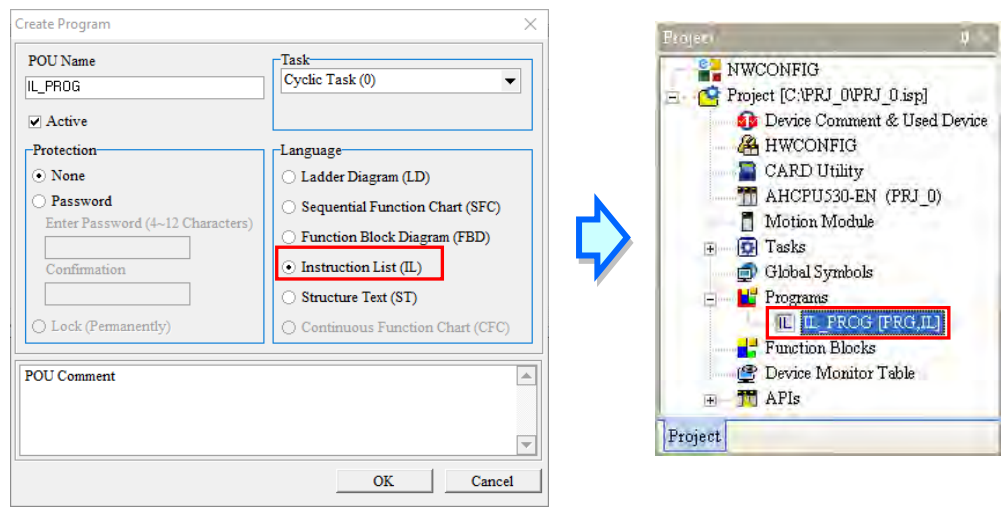 Create Program
POU Name
IL_PROG
Active
Task
Cyclic Task (0)
Protection
None
Password
Enter Password (4~12 Characters)
Confirmation
Lock (Permanently)
Language
Ladder Diagram (LD)
Sequential Function Chart (SFC)
Function Block Diagram (FBD)
Instruction List (IL)
Structure Text (ST)
Continuous Function Chart (CFC)
POU Comment
OK
Cancel
Project
NWCONFIG
Project [C:\PRJ_0\PRJ_0.isp]
Device Comment & Used Device
HWCONFIG
CARD Utility
AHCPU530-EN (PRJ_0)
Motion Module
Tasks
Global Symbols
Programs
IL IL_PROG [PRG,IL]
Function Blocks
Device Monitor Table
APIs
Project